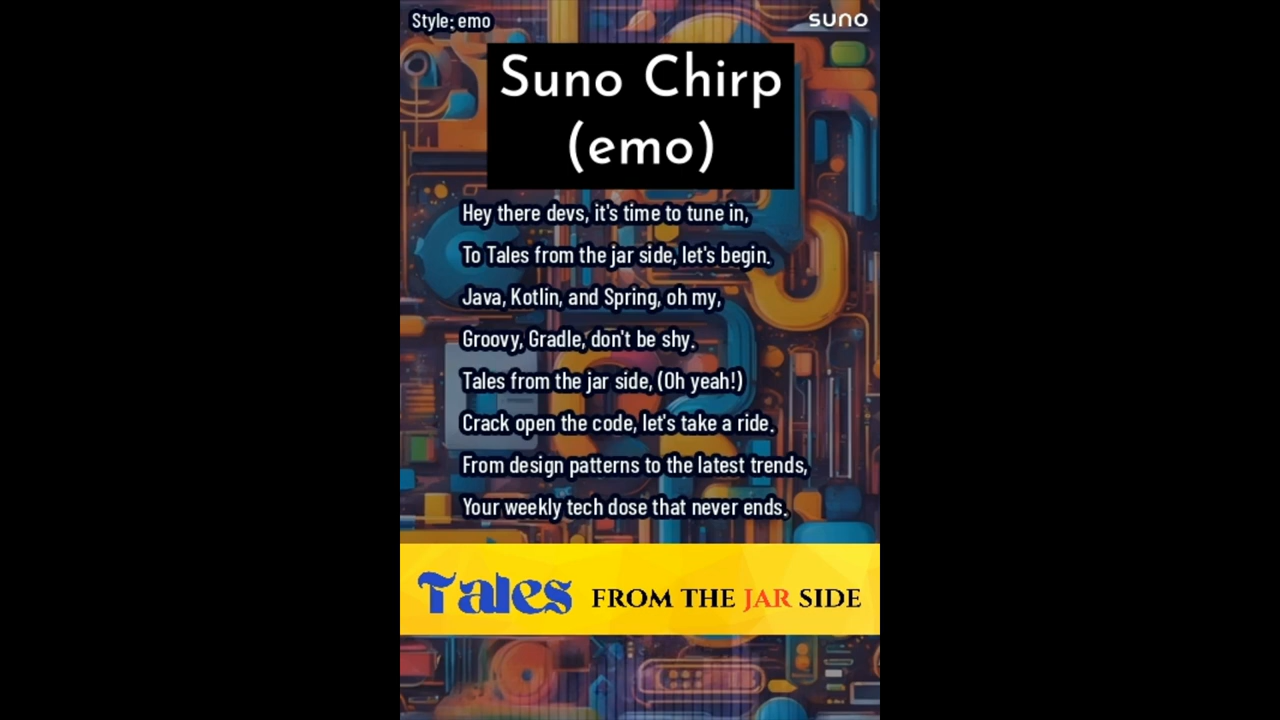 Style: emo
suno
Suno Chirp
(emo)
Hey there devs, it's time to tune in,
To Tales from the jar side, let's begin.
Java, Kotlin, and Spring, oh my,
Groovy, Gradle, don't be shy.
Tales from the jar side, (Oh yeah!)
Crack open the code, let's take a ride.
From design patterns to the latest trends,
Your weekly tech dose that never ends.
Tales FROM THE JAR SIDE